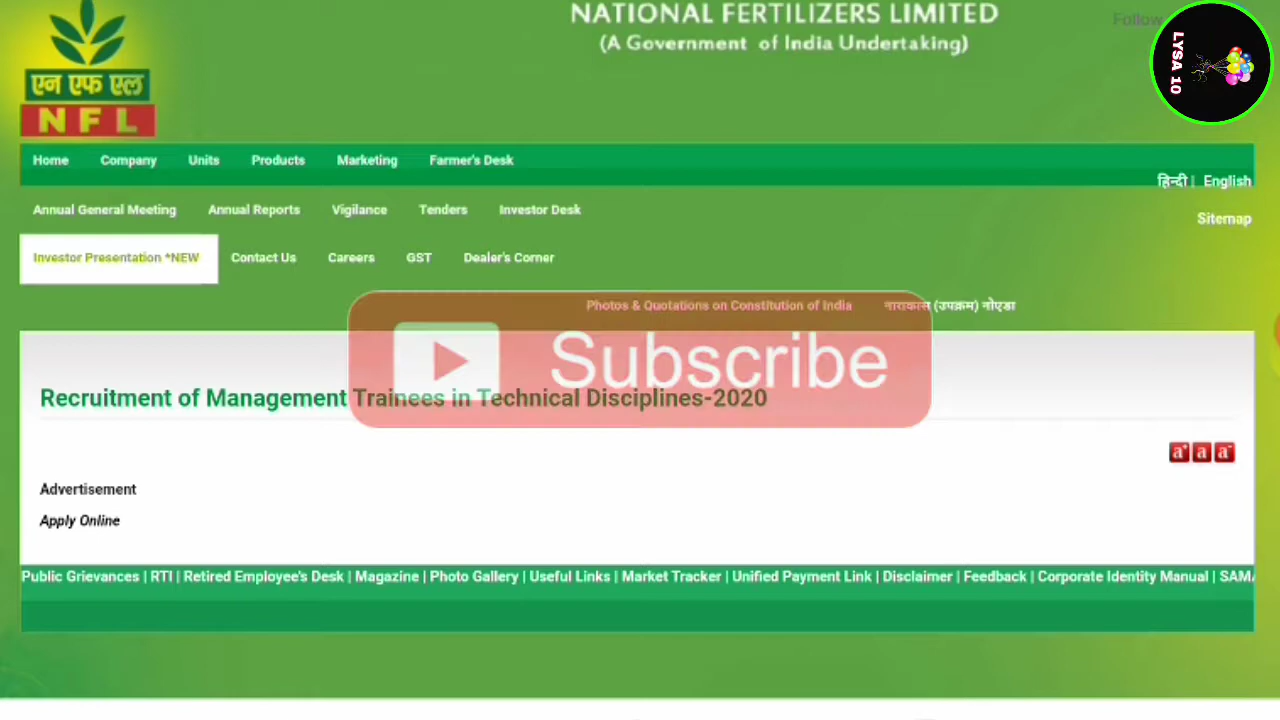 NATIONAL FERTILIZERS LIMITED
(A Government of India Undertaking)
Follow
LYSA 10
एन एफ एल
NFL
Home Company Units Products Marketing Farmer's Desk
हिन्दी | English
Annual General Meeting Annual Reports Vigilance Tenders Investor Desk
Sitemap
Investor Presentation *NEW Contact Us Careers GST Dealer's Corner
Photos & Quotations on Constitution of India नाराकास (उपक्रम) नोएडा
Subscribe
Recruitment of Management Trainees in Technical Disciplines-2020
a+ a a-
Advertisement
Apply Online
Public Grievances | RTI | Retired Employee's Desk | Magazine | Photo Gallery | Useful Links | Market Tracker | Unified Payment Link | Disclaimer | Feedback | Corporate Identity Manual | SAMA